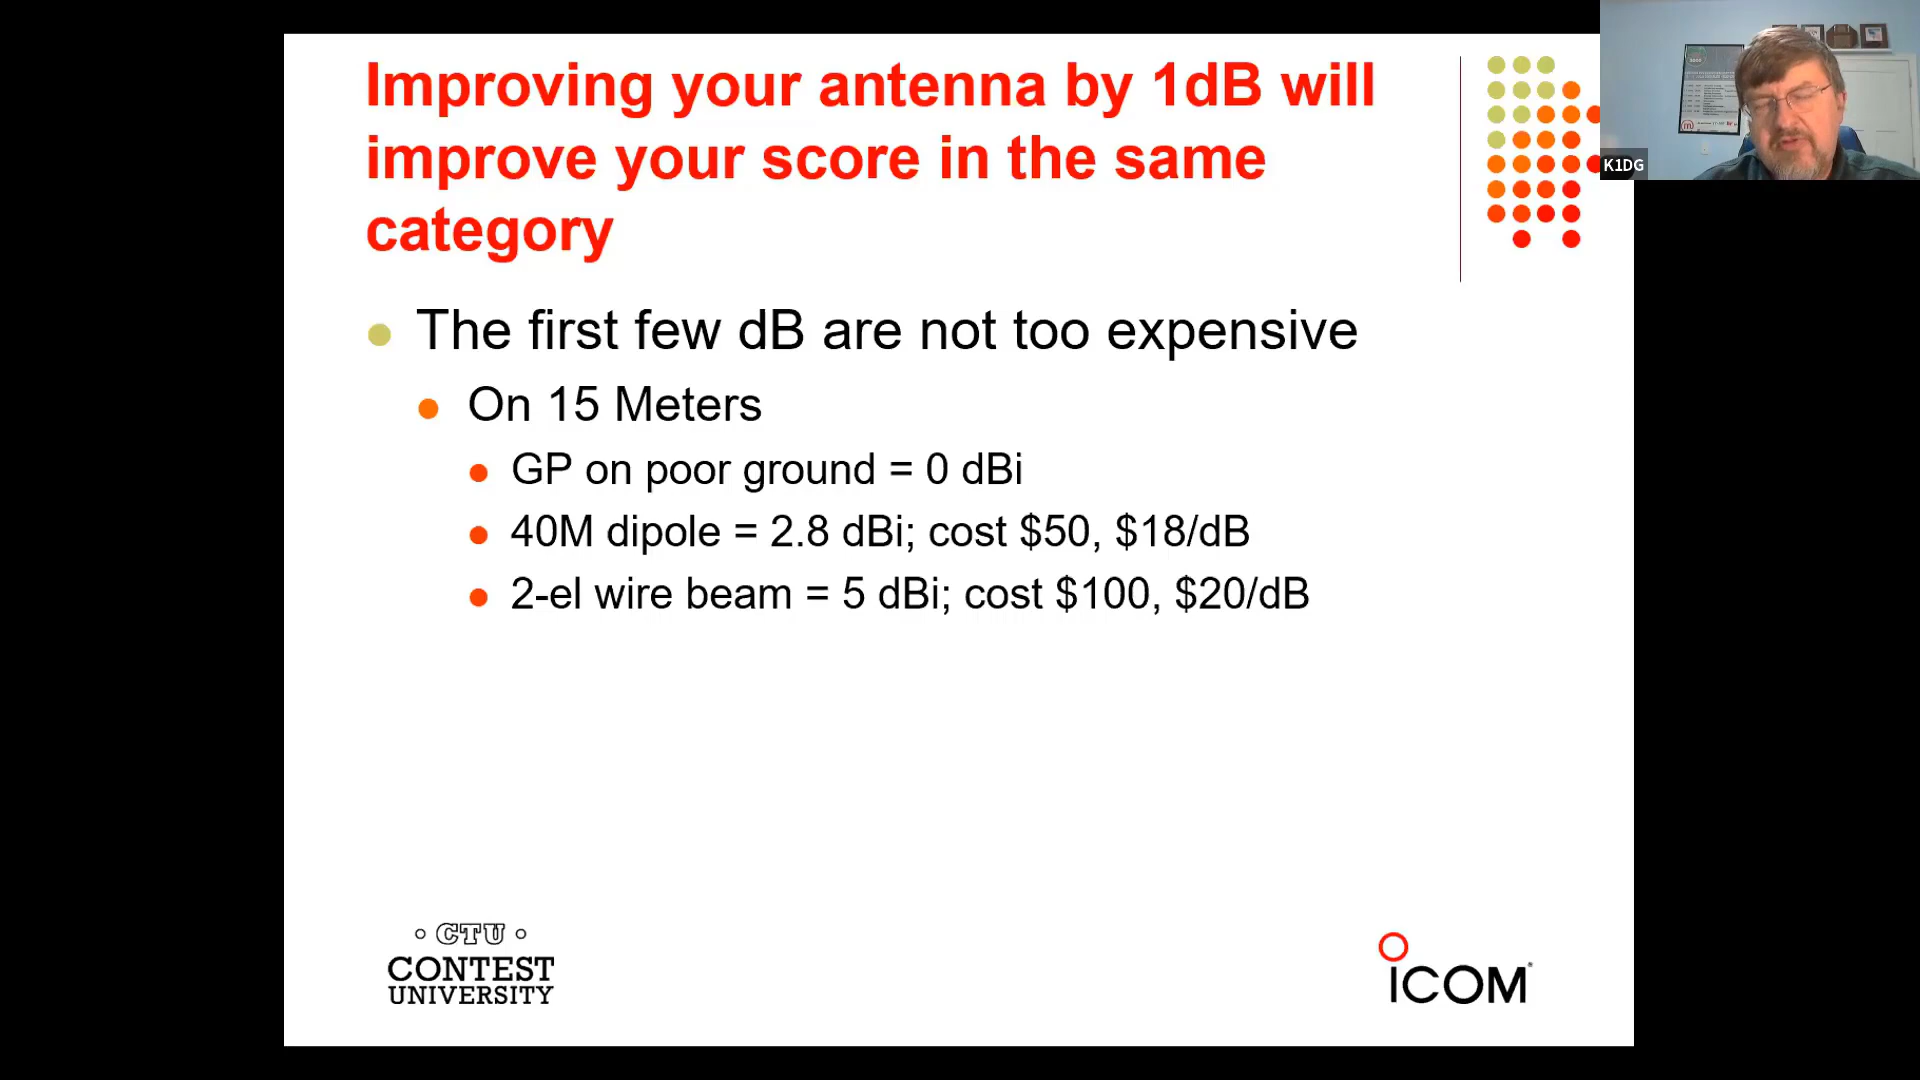 Improving your antenna by 1dB will
improve your score in the same
category
K1DG
The first few dB are not too expensive
On 15 Meters
GP on poor ground = 0 dBi
40M dipole = 2.8 dBi; cost $50, $18/dB
2-el wire beam = 5 dBi; cost $100, $20/dB
CTU
CONTEST
UNIVERSITY
ICOM